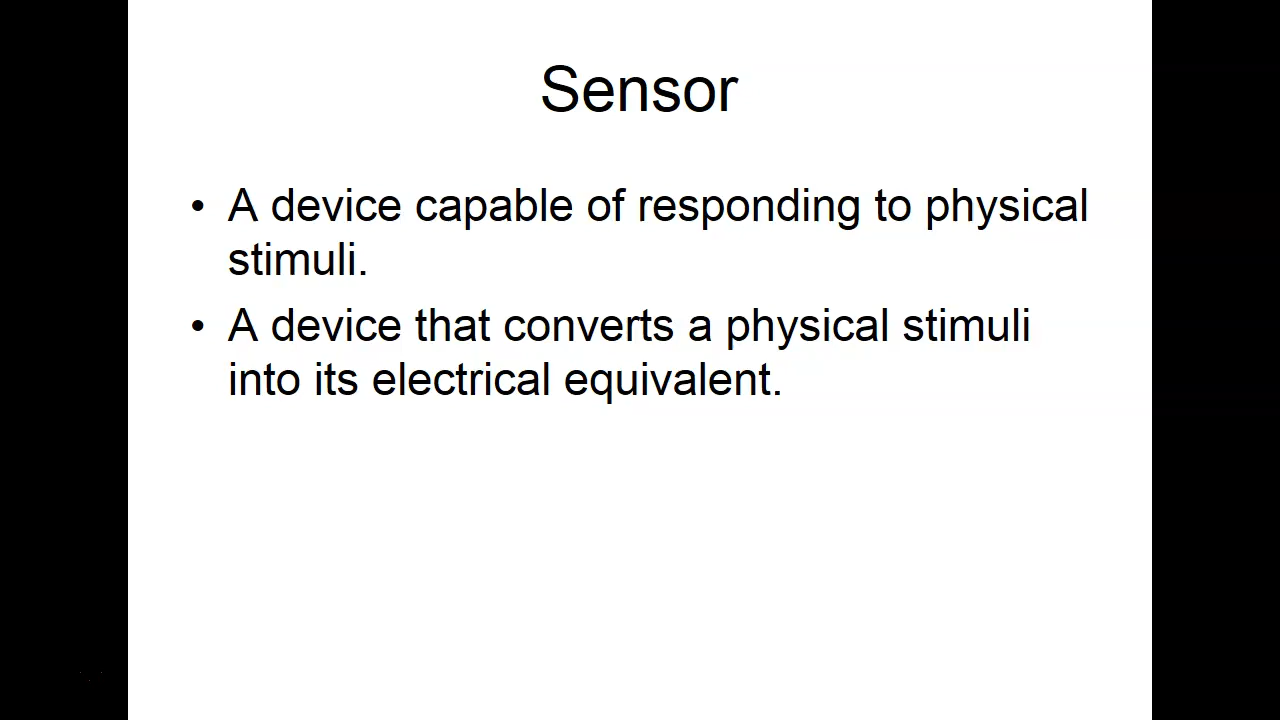 Sensor
• A device capable of responding to physical
stimuli.
• A device that converts a physical stimuli
into its electrical equivalent.